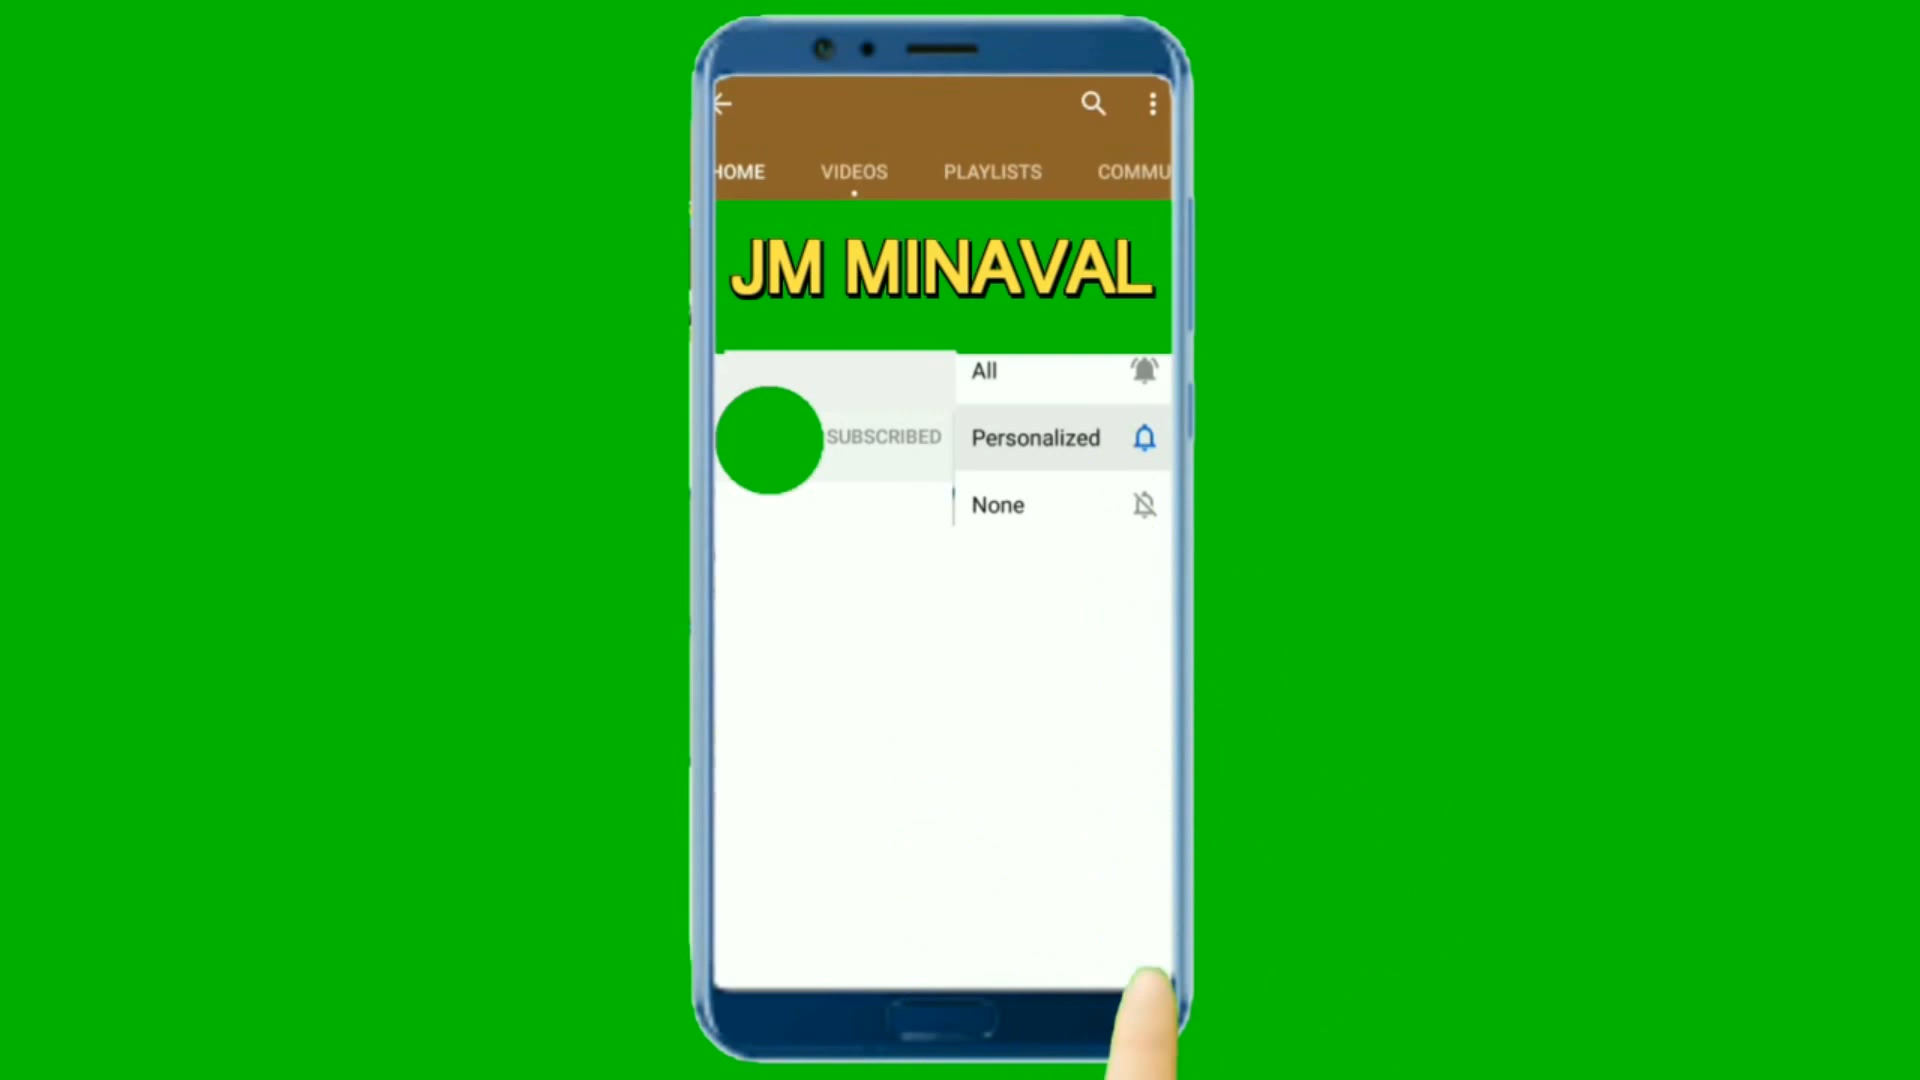 HOME VIDEOS PLAYLISTS COMMU
JM MINAVAL
All
SUBSCRIBED Personalized
None